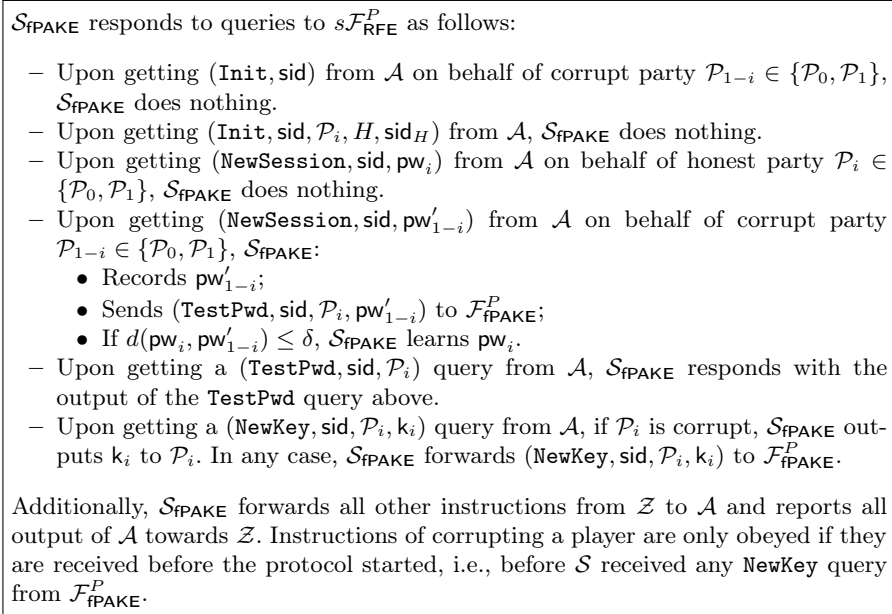 𝒮_fPAKE responds to queries to sℱ^P_RFE as follows:
– Upon getting (Init, sid) from 𝒜 on behalf of corrupt party 𝒫_{1−i} ∈ {𝒫_0, 𝒫_1},
𝒮_fPAKE does nothing.
– Upon getting (Init, sid, 𝒫_i, H, sid_H) from 𝒜, 𝒮_fPAKE does nothing.
– Upon getting (NewSession, sid, pw_i) from 𝒜 on behalf of honest party 𝒫_i ∈
{𝒫_0, 𝒫_1}, 𝒮_fPAKE does nothing.
– Upon getting (NewSession, sid, pw′_{1−i}) from 𝒜 on behalf of corrupt party
𝒫_{1−i} ∈ {𝒫_0, 𝒫_1}, 𝒮_fPAKE:
• Records pw′_{1−i};
• Sends (TestPwd, sid, 𝒫_i, pw′_{1−i}) to ℱ^P_fPAKE;
• If d(pw_i, pw′_{1−i}) ≤ δ, 𝒮_fPAKE learns pw_i.
– Upon getting a (TestPwd, sid, 𝒫_i) query from 𝒜, 𝒮_fPAKE responds with the
output of the TestPwd query above.
– Upon getting a (NewKey, sid, 𝒫_i, k_i) query from 𝒜, if 𝒫_i is corrupt, 𝒮_fPAKE out-
puts k_i to 𝒫_i. In any case, 𝒮_fPAKE forwards (NewKey, sid, 𝒫_i, k_i) to ℱ^P_fPAKE.
Additionally, 𝒮_fPAKE forwards all other instructions from 𝒵 to 𝒜 and reports all
output of 𝒜 towards 𝒵. Instructions of corrupting a player are only obeyed if they
are received before the protocol started, i.e., before 𝒮 received any NewKey query
from ℱ^P_fPAKE.